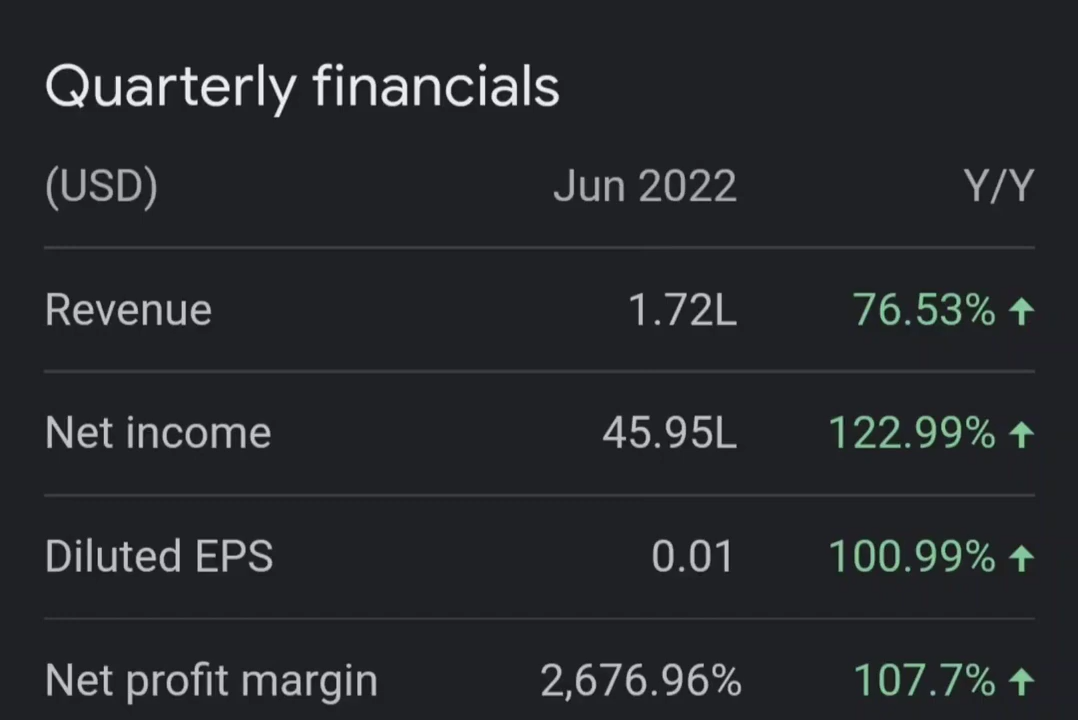 Quarterly financials
(USD) Jun 2022 Y/Y
Revenue 1.72L 76.53% ↑
Net income 45.95L 122.99% ↑
Diluted EPS 0.01 100.99% ↑
Net profit margin 2,676.96% 107.7% ↑